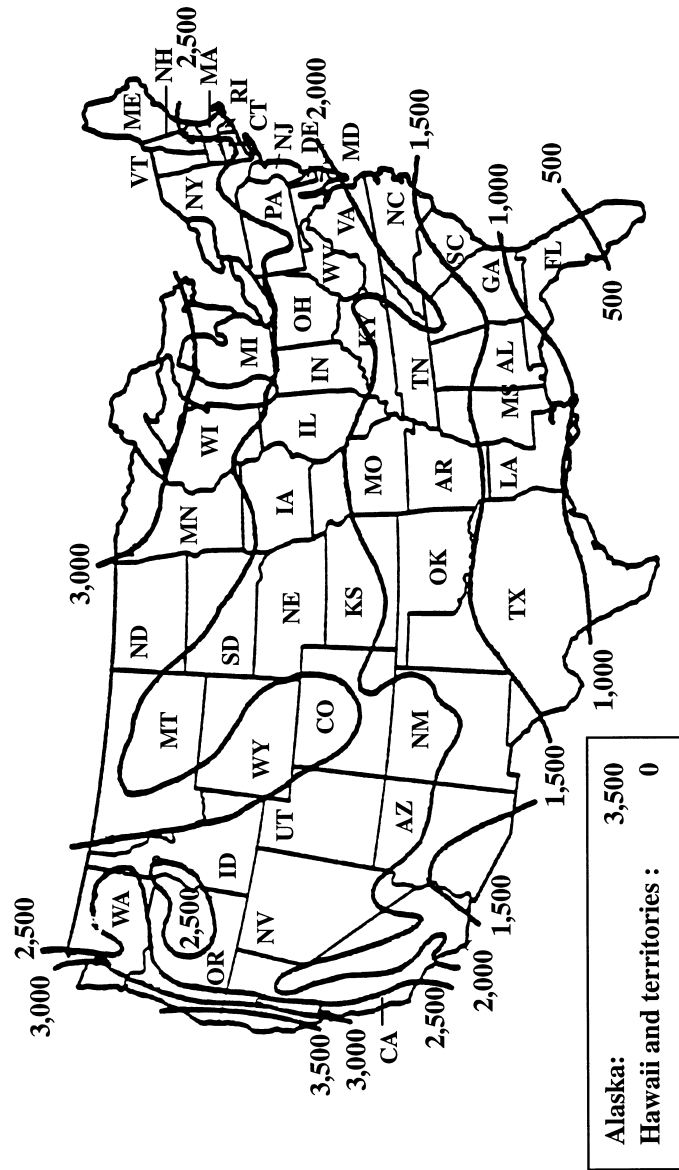 3,000
2,500
3,000
WA
MT
ND
MN
WI
MI
VT
ME
NH
2,500
MA
RI
CT
NY
NJ
PA
DE
2,000
MD
OR
2,500
ID
WY
SD
IA
IL
IN
OH
WV
VA
1,500
NV
UT
CO
NE
KS
MO
KY
NC
3,500
3,000
CA
2,500
2,000
1,500
AZ
NM
OK
AR
TN
SC
1,500
TX
LA
MS
AL
GA
1,000
FL
500
500
1,000
Alaska: 3,500
Hawaii and territories : 0